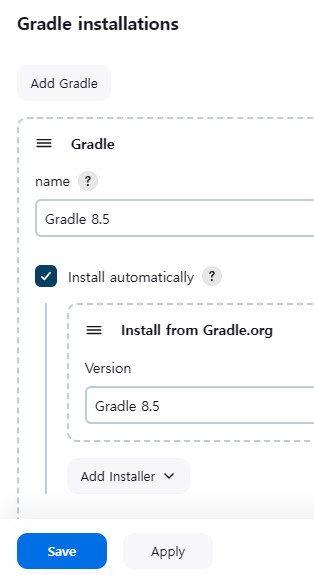 Gradle installations
Add Gradle
Gradle
name ?
Gradle 8.5
Install automatically ?
Install from Gradle.org
Version
Gradle 8.5
Add Installer
Save Apply